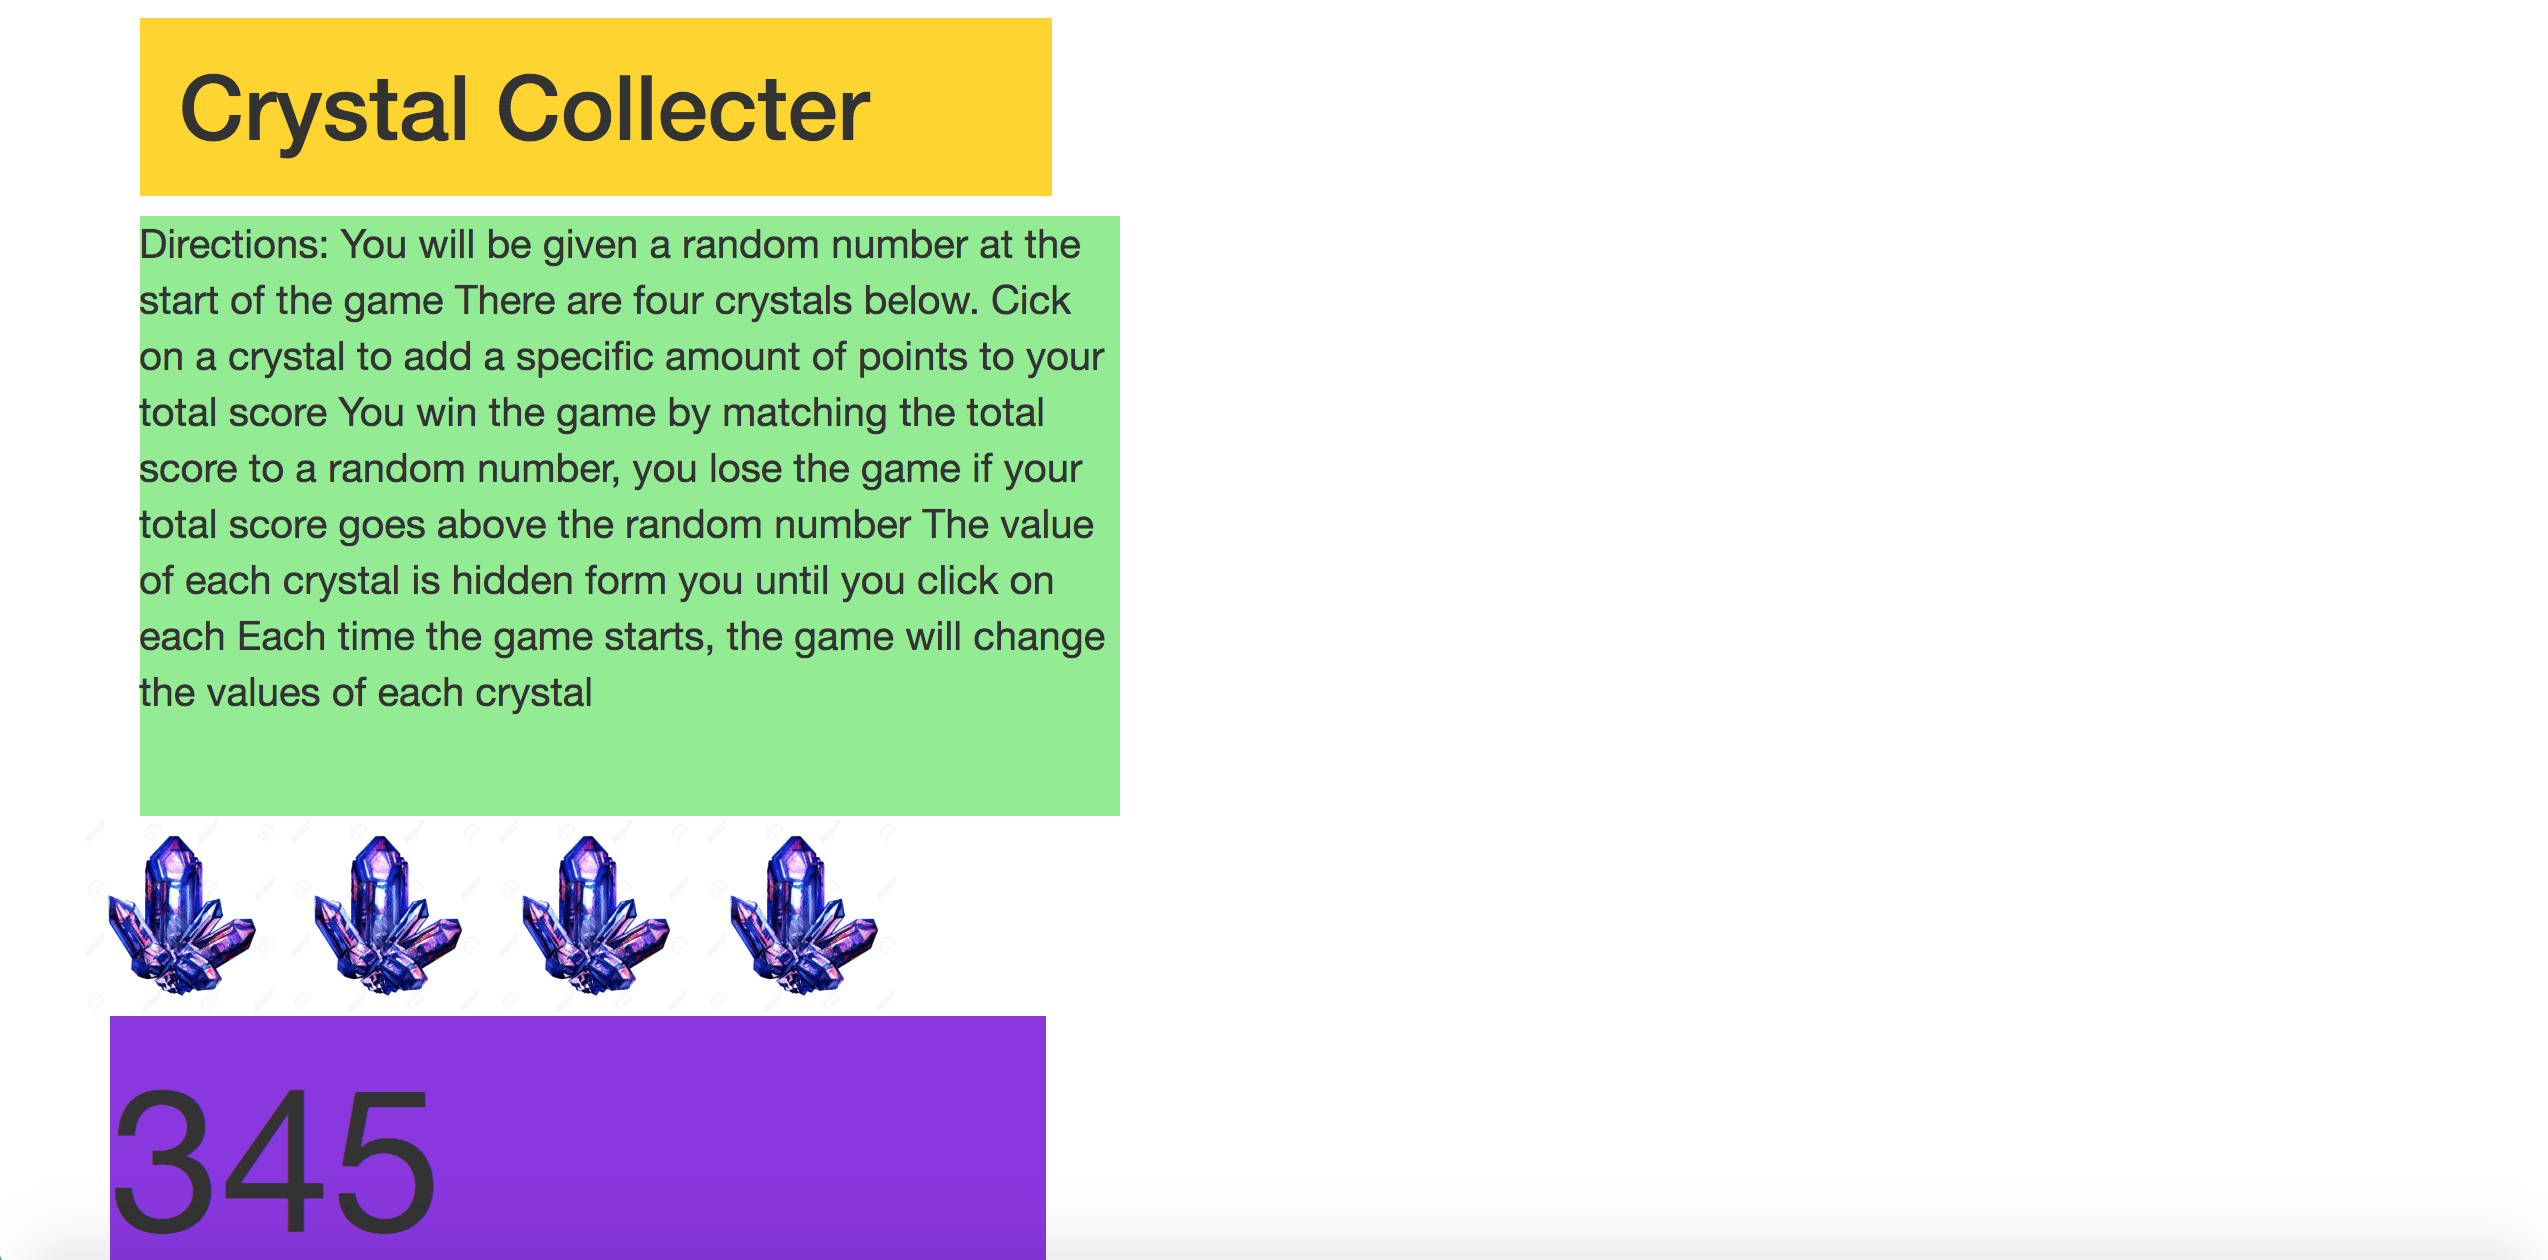 Crystal Collecter
Directions: You will be given a random number at the
start of the game There are four crystals below. Cick
on a crystal to add a specific amount of points to your
total score You win the game by matching the total
score to a random number, you lose the game if your
total score goes above the random number The value
of each crystal is hidden form you until you click on
each Each time the game starts, the game will change
the values of each crystal
345